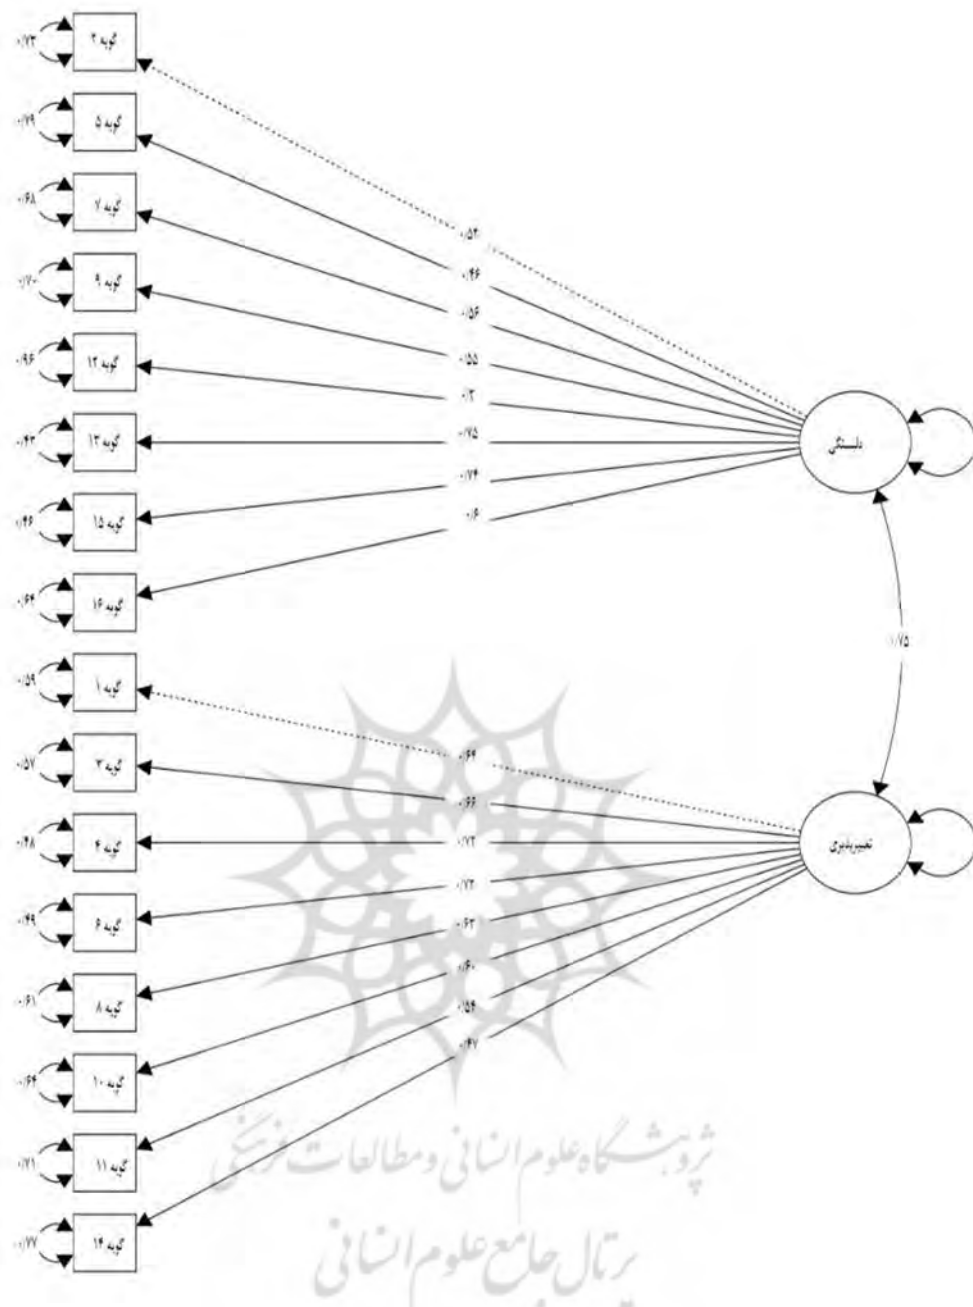 ۰/۷۳ گویه ۲
۰/۷۹ گویه ۵
۰/۶۸ گویه ۷
۰/۷۰ گویه ۹
۰/۹۶ گویه ۱۲
۰/۴۳ گویه ۱۳
۰/۴۶ گویه ۱۵
۰/۶۴ گویه ۱۶
۰/۵۹ گویه ۱
۰/۵۷ گویه ۳
۰/۴۸ گویه ۴
۰/۴۹ گویه ۶
۰/۶۱ گویه ۸
۰/۶۴ گویه ۱۰
۰/۷۱ گویه ۱۱
۰/۷۷ گویه ۱۴
۰/۵۲
۰/۴۶
۰/۵۶
۰/۵۵
۰/۲
۰/۷۵
۰/۷۴
۰/۶
۰/۶۴
۰/۶۶
۰/۷۲
۰/۷۲
۰/۶۳
۰/۶۰
۰/۵۴
۰/۴۷
دلبستگی
۰/۷۵
تغییرپذیری
پژوهشگاه علوم انسانی و مطالعات فرهنگی
پرتال جامع علوم انسانی